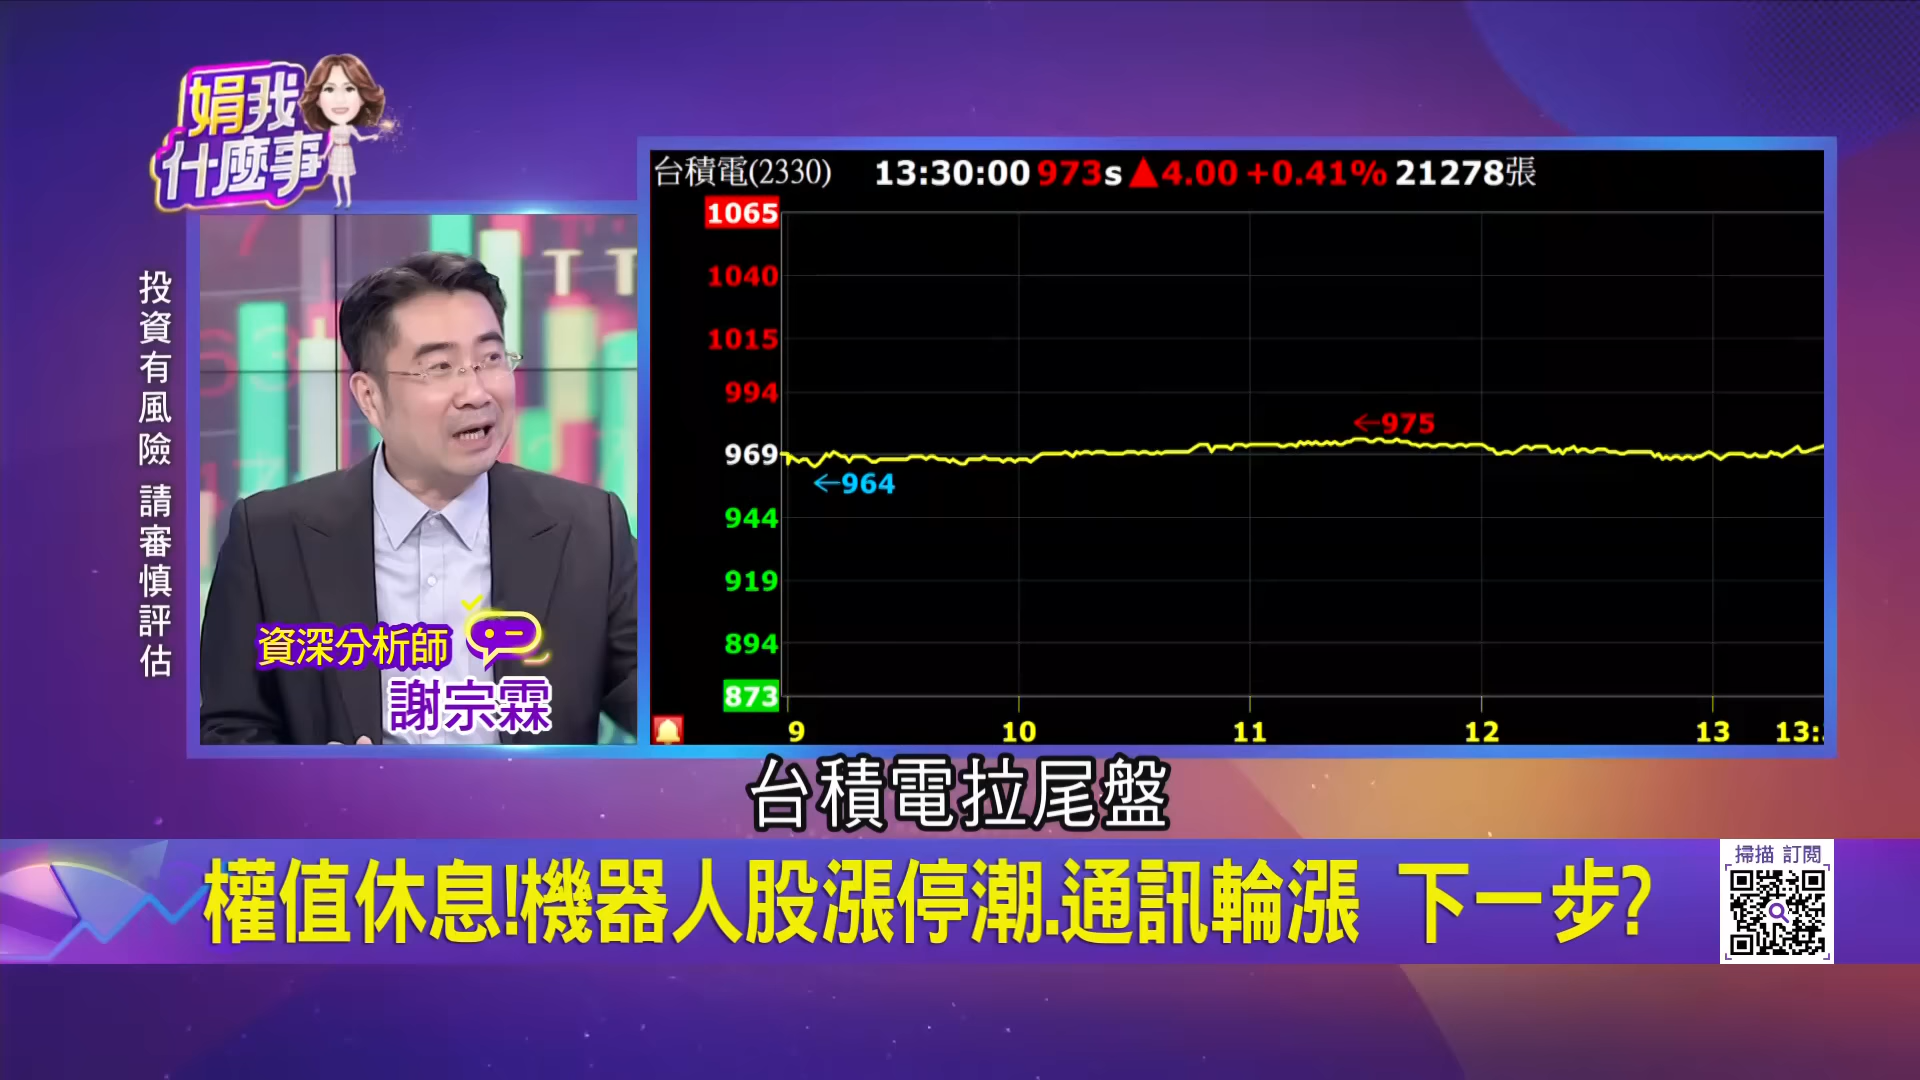 娟我
什麼事
投資有風險 請審慎評估
台積電(2330) 13:30:00 973s ▲4.00 +0.41% 21278張
1065
1040
1015
994
969
944
919
894
873
←975
←964
9 10 11 12 13
TT
資深分析師
謝宗霖
台積電拉尾盤
權值休息!機器人股漲停潮.通訊輪漲 下一步?
掃描 訂閱